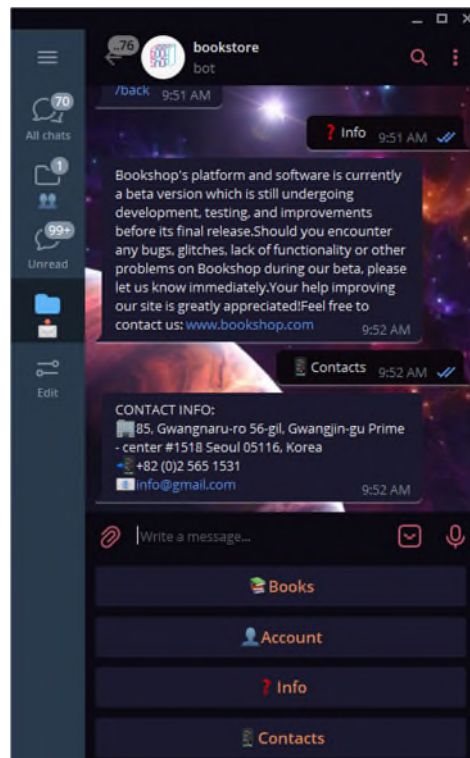 ..76
bookstore
bot
/back 9:51 AM
70
All chats
❓ Info 9:51 AM
1
Bookshop's platform and software is currently
a beta version which is still undergoing
development, testing, and improvements
before its final release.Should you encounter
any bugs, glitches, lack of functionality or other
problems on Bookshop during our beta, please
let us know immediately.Your help improving
our site is greatly appreciated!Feel free to
contact us: www.bookshop.com 9:52 AM
99+
Unread
Edit
Contacts 9:52 AM
CONTACT INFO:
85, Gwangnaru-ro 56-gil, Gwangjin-gu Prime
- center #1518 Seoul 05116, Korea
+82 (0)2 565 1531
info@gmail.com 9:52 AM
Write a message...
Books
Account
❓ Info
Contacts